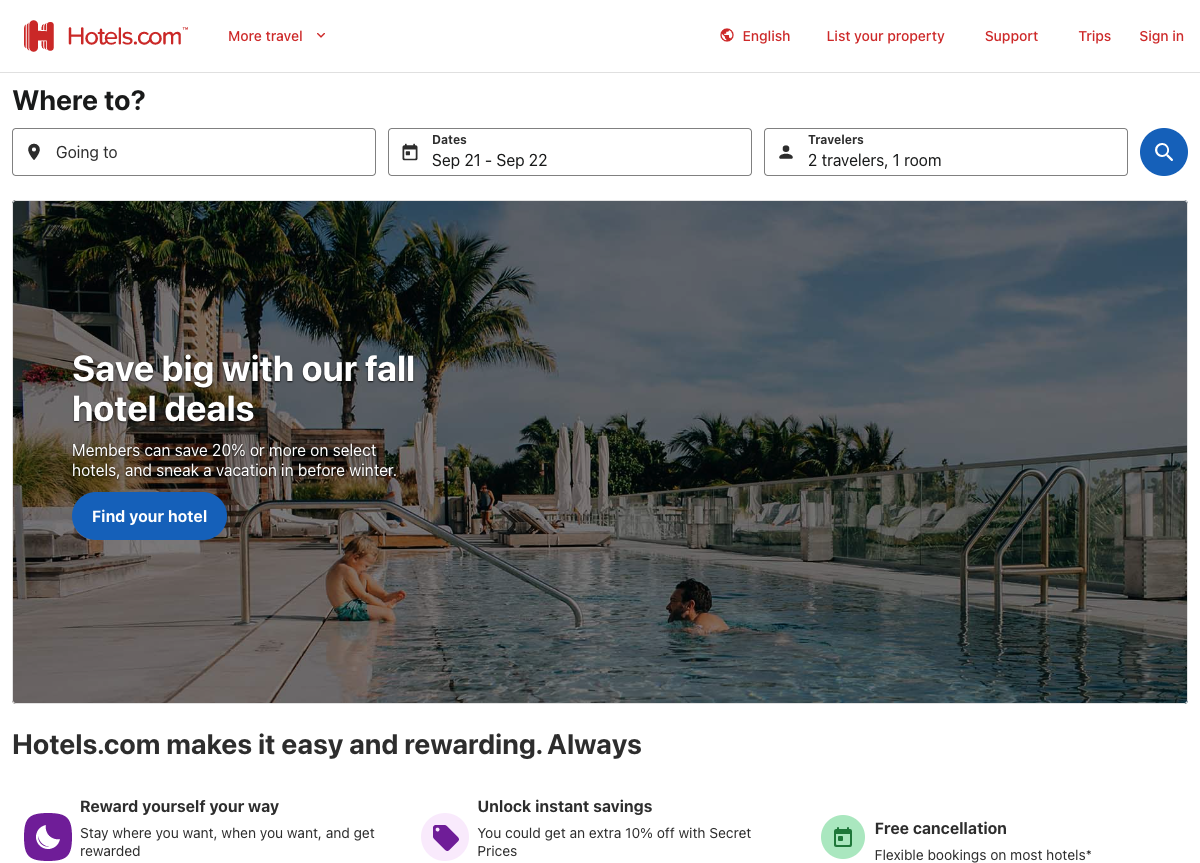 Hotels.com™
More travel
English
List your property
Support
Trips
Sign in
Where to?
Going to
Dates
Sep 21 - Sep 22
Travelers
2 travelers, 1 room
Save big with our fall
hotel deals
Members can save 20% or more on select
hotels, and sneak a vacation in before winter.
Find your hotel
Hotels.com makes it easy and rewarding. Always
Reward yourself your way
Stay where you want, when you want, and get
rewarded
Unlock instant savings
You could get an extra 10% off with Secret
Prices
Free cancellation
Flexible bookings on most hotels*